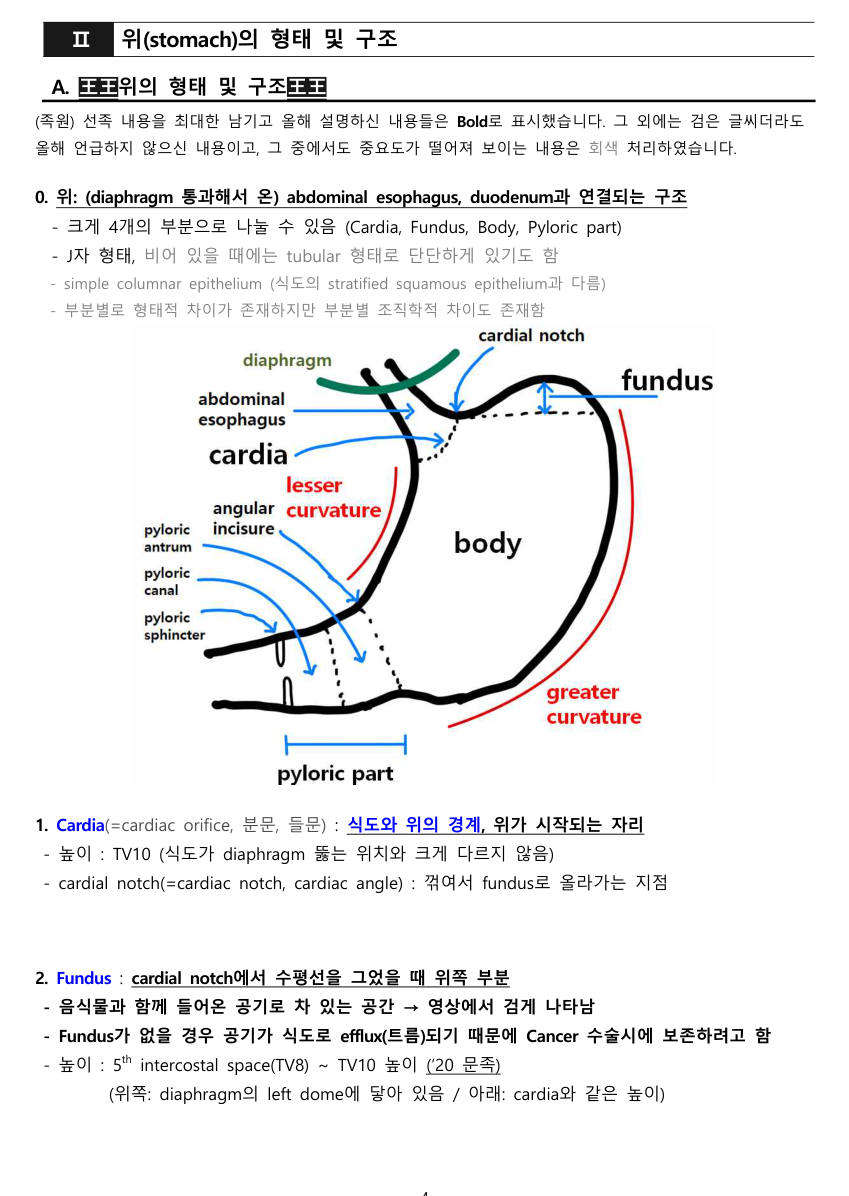 Ⅱ 위(stomach)의 형태 및 구조
A. 王王위의 형태 및 구조王王
(족원) 선족 내용을 최대한 남기고 올해 설명하신 내용들은 Bold로 표시했습니다. 그 외에는 검은 글씨더라도
올해 언급하지 않으신 내용이고, 그 중에서도 중요도가 떨어져 보이는 내용은 회색 처리하였습니다.
0. 위: (diaphragm 통과해서 온) abdominal esophagus, duodenum과 연결되는 구조
- 크게 4개의 부분으로 나눌 수 있음 (Cardia, Fundus, Body, Pyloric part)
- J자 형태, 비어 있을 때에는 tubular 형태로 단단하게 있기도 함
- simple columnar epithelium (식도의 stratified squamous epithelium과 다름)
- 부분별로 형태적 차이가 존재하지만 부분별 조직학적 차이도 존재함
cardial notch
diaphragm
fundus
abdominal
esophagus
cardia
lesser
curvature
angular
incisure
pyloric
antrum
body
pyloric
canal
pyloric
sphincter
greater
curvature
pyloric part
1. Cardia(=cardiac orifice, 분문, 들문) : 식도와 위의 경계, 위가 시작되는 자리
- 높이 : TV10 (식도가 diaphragm 뚫는 위치와 크게 다르지 않음)
- cardial notch(=cardiac notch, cardiac angle) : 꺾여서 fundus로 올라가는 지점
2. Fundus : cardial notch에서 수평선을 그었을 때 위쪽 부분
- 음식물과 함께 들어온 공기로 차 있는 공간 → 영상에서 검게 나타남
- Fundus가 없을 경우 공기가 식도로 efflux(트름)되기 때문에 Cancer 수술시에 보존하려고 함
- 높이 : 5th intercostal space(TV8) ~ TV10 높이 ('20 문족)
(위쪽: diaphragm의 left dome에 닿아 있음 / 아래: cardia와 같은 높이)